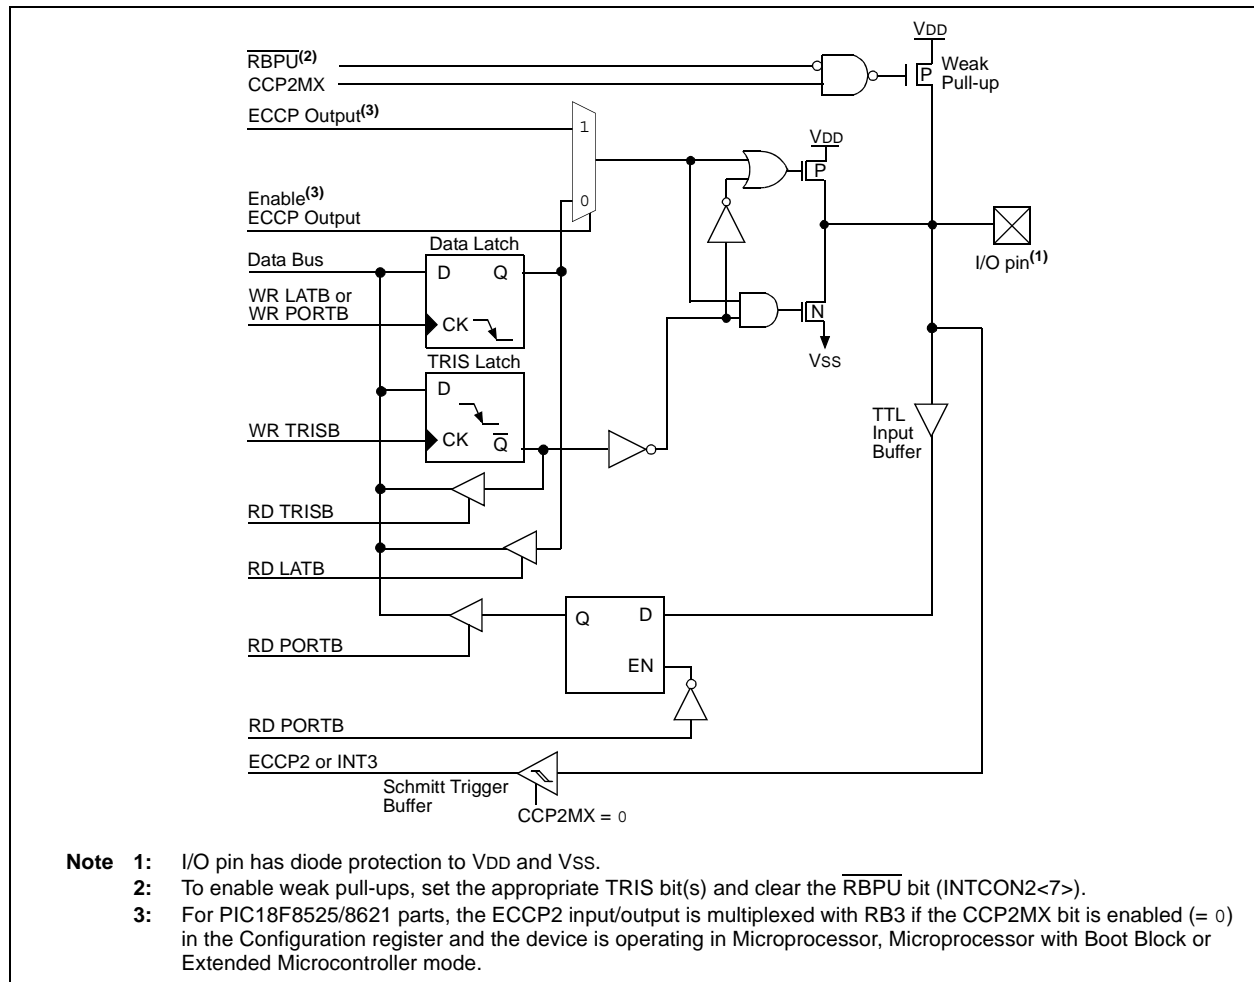 VDD
RBPU(2)
CCP2MX
P
Weak
Pull-up
ECCP Output(3)
1
VDD
P
Enable(3)
ECCP Output
0
Data Latch
Data Bus
D Q
I/O pin(1)
WR LATB or
WR PORTB
CK
N
VSS
TRIS Latch
D
TTL
Input
Buffer
WR TRISB
CK Q
RD TRISB
RD LATB
Q D
RD PORTB
EN
RD PORTB
ECCP2 or INT3
Schmitt Trigger
Buffer
CCP2MX = 0
Note 1: I/O pin has diode protection to VDD and VSS.
2: To enable weak pull-ups, set the appropriate TRIS bit(s) and clear the RBPU bit (INTCON2<7>).
3: For PIC18F8525/8621 parts, the ECCP2 input/output is multiplexed with RB3 if the CCP2MX bit is enabled (= 0)
in the Configuration register and the device is operating in Microprocessor, Microprocessor with Boot Block or
Extended Microcontroller mode.